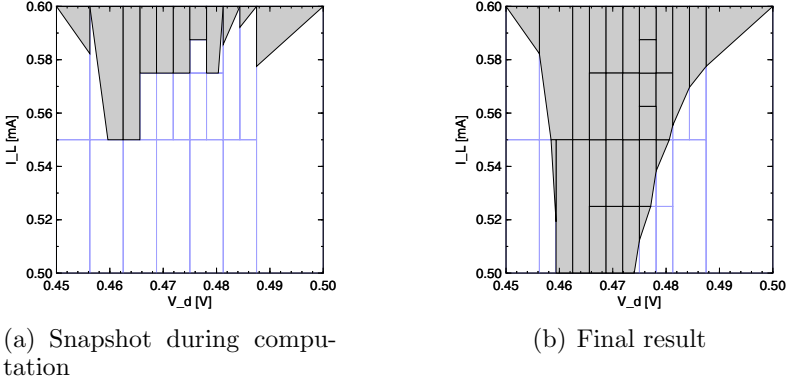 0.60
0.58
0.56
0.54
0.52
0.50
I_L [mA]
0.45 0.46 0.47 0.48 0.49 0.50
V_d [V]
(a) Snapshot during compu-
tation
0.60
0.58
0.56
0.54
0.52
0.50
I_L [mA]
0.45 0.46 0.47 0.48 0.49 0.50
V_d [V]
(b) Final result